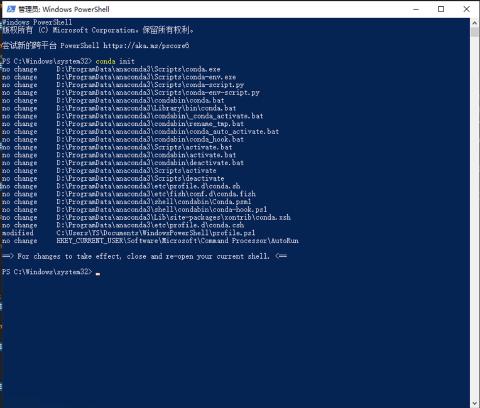 管理员: Windows PowerShell
Windows PowerShell
版权所有 (C) Microsoft Corporation。保留所有权利。
尝试新的跨平台 PowerShell https://aka.ms/pscore6
PS C:\Windows\system32> conda init
no change     D:\ProgramData\anaconda3\Scripts\conda.exe
no change     D:\ProgramData\anaconda3\Scripts\conda-env.exe
no change     D:\ProgramData\anaconda3\Scripts\conda-script.py
no change     D:\ProgramData\anaconda3\Scripts\conda-env-script.py
no change     D:\ProgramData\anaconda3\condabin\conda.bat
no change     D:\ProgramData\anaconda3\Library\bin\conda.bat
no change     D:\ProgramData\anaconda3\condabin\_conda_activate.bat
no change     D:\ProgramData\anaconda3\condabin\rename_tmp.bat
no change     D:\ProgramData\anaconda3\condabin\conda_auto_activate.bat
no change     D:\ProgramData\anaconda3\condabin\conda_hook.bat
no change     D:\ProgramData\anaconda3\Scripts\activate.bat
no change     D:\ProgramData\anaconda3\condabin\activate.bat
no change     D:\ProgramData\anaconda3\condabin\deactivate.bat
no change     D:\ProgramData\anaconda3\Scripts\activate
no change     D:\ProgramData\anaconda3\Scripts\deactivate
no change     D:\ProgramData\anaconda3\etc\profile.d\conda.sh
no change     D:\ProgramData\anaconda3\etc\fish\conf.d\conda.fish
no change     D:\ProgramData\anaconda3\shell\condabin\Conda.psm1
no change     D:\ProgramData\anaconda3\shell\condabin\conda-hook.ps1
no change     D:\ProgramData\anaconda3\Lib\site-packages\xontrib\conda.xsh
no change     D:\ProgramData\anaconda3\etc\profile.d\conda.csh
modified      C:\Users\YS\Documents\WindowsPowerShell\profile.ps1
no change     HKEY_CURRENT_USER\Software\Microsoft\Command Processor\AutoRun
==> For changes to take effect, close and re-open your current shell. <==
PS C:\Windows\system32>